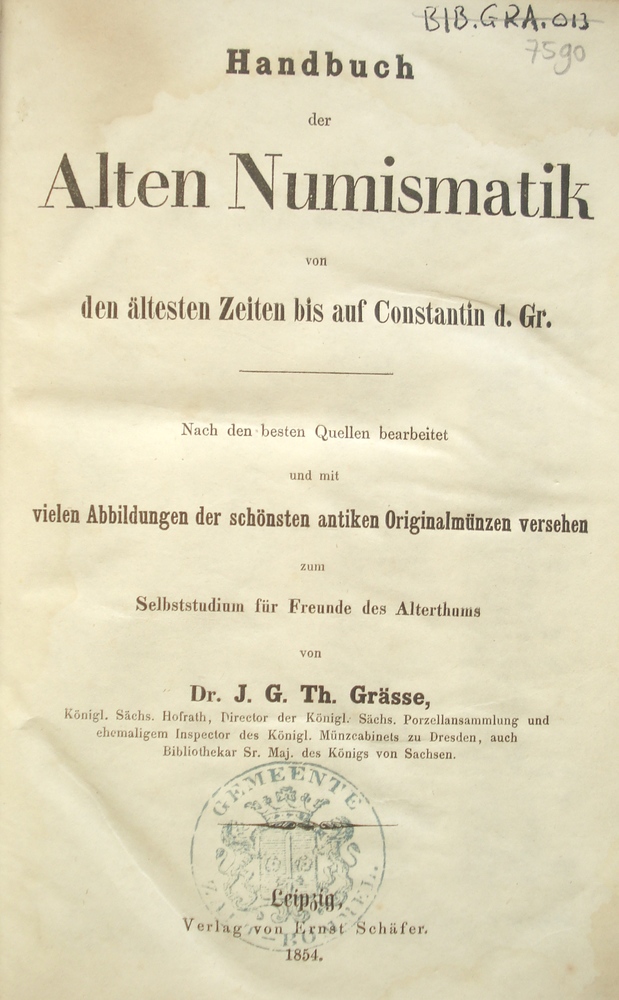 BIB.GRA.013
7590
Handbuch
der
Alten Numismatik
von
den ältesten Zeiten bis auf Constantin d. Gr.
Nach den besten Quellen bearbeitet
und mit
vielen Abbildungen der schönsten antiken Originalmünzen versehen
zum
Selbststudium für Freunde des Alterthums
von
Dr. J. G. Th. Grässe,
Königl. Sächs. Hofrath, Director der Königl. Sächs. Porzellansammlung und
ehemaligem Inspector des Königl. Münzcabinets zu Dresden, auch
Bibliothekar Sr. Maj. des Königs von Sachsen.
GEMEENTE
Leipzig,
Verlag von Ernst Schäfer.
1854.